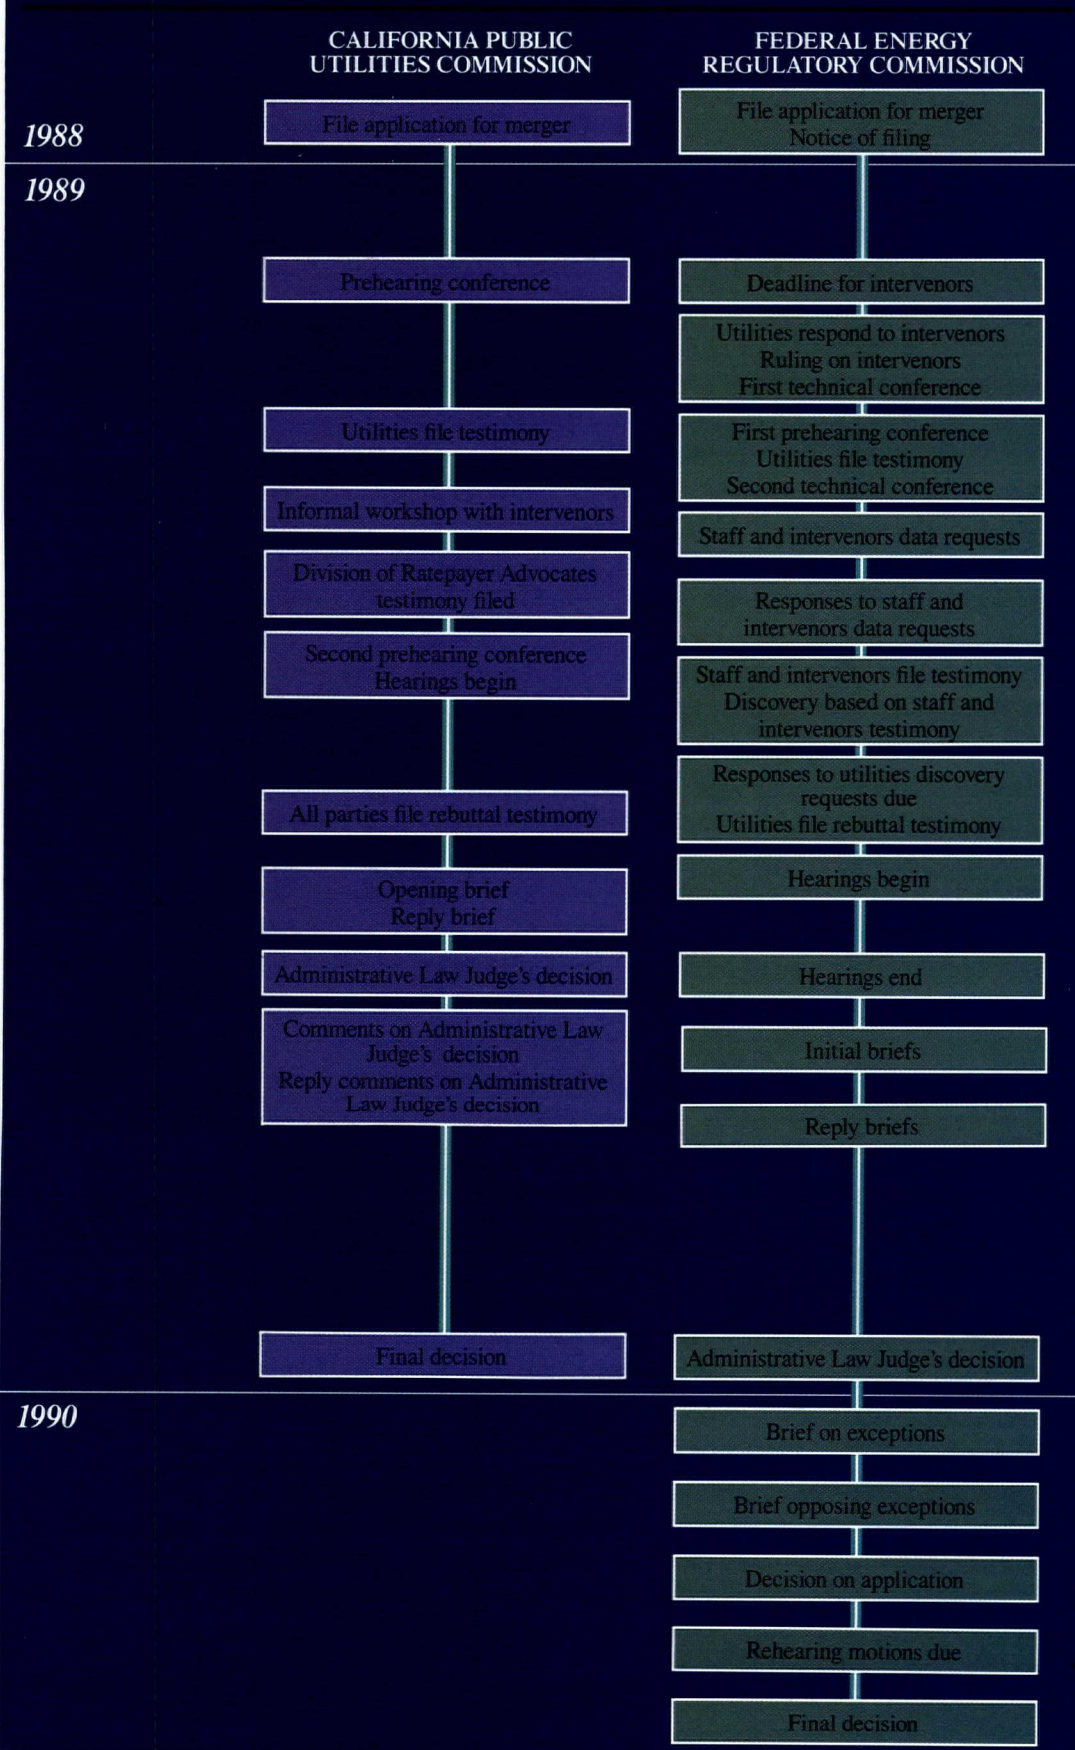 CALIFORNIA PUBLIC
UTILITIES COMMISSION
FEDERAL ENERGY
REGULATORY COMMISSION
1988
File application for merger
File application for merger
Notice of filing
1989
Prehearing conference
Deadline for intervenors
Utilities respond to intervenors
Ruling on intervenors
First technical conference
Utilities file testimony
First prehearing conference
Utilities file testimony
Second technical conference
Informal workshop with intervenors
Staff and intervenors data requests
Division of Ratepayer Advocates
testimony filed
Responses to staff and
intervenors data requests
Second prehearing conference
Hearings begin
Staff and intervenors file testimony
Discovery based on staff and
intervenors testimony
Responses to utilities discovery
requests due
Utilities file rebuttal testimony
All parties file rebuttal testimony
Hearings begin
Opening brief
Reply brief
Administrative Law Judge's decision
Hearings end
Comments on Administrative Law
Judge's decision
Reply comments on Administrative
Law Judge's decision
Initial briefs
Reply briefs
Final decision
Administrative Law Judge's decision
1990
Brief on exceptions
Brief opposing exceptions
Decision on application
Rehearing motions due
Final decision